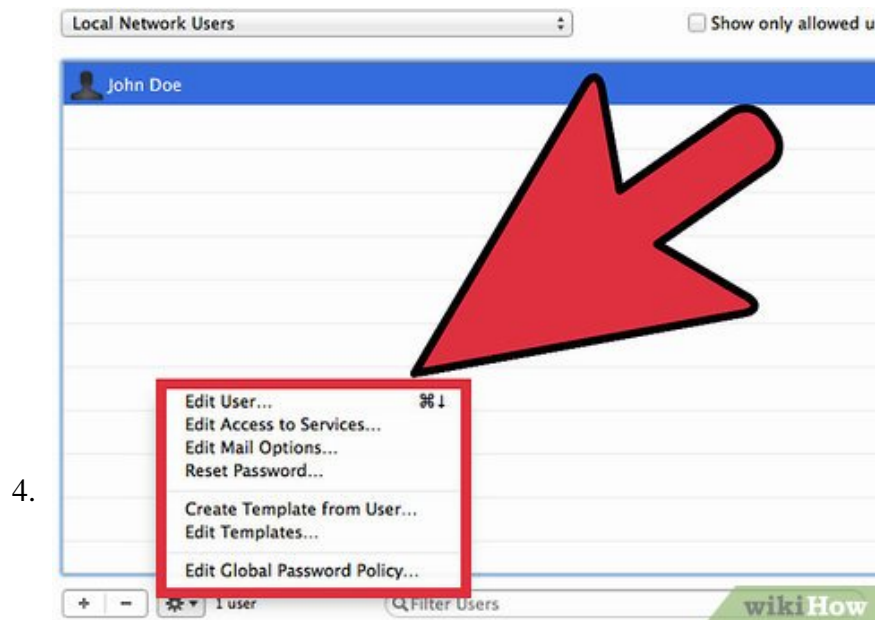 Local Network Users
Show only allowed u
John Doe
Edit User... ⌘↓
Edit Access to Services...
Edit Mail Options...
Reset Password...
4.
Create Template from User...
Edit Templates...
Edit Global Password Policy...
+ − 1 user Filter Users
wikiHow